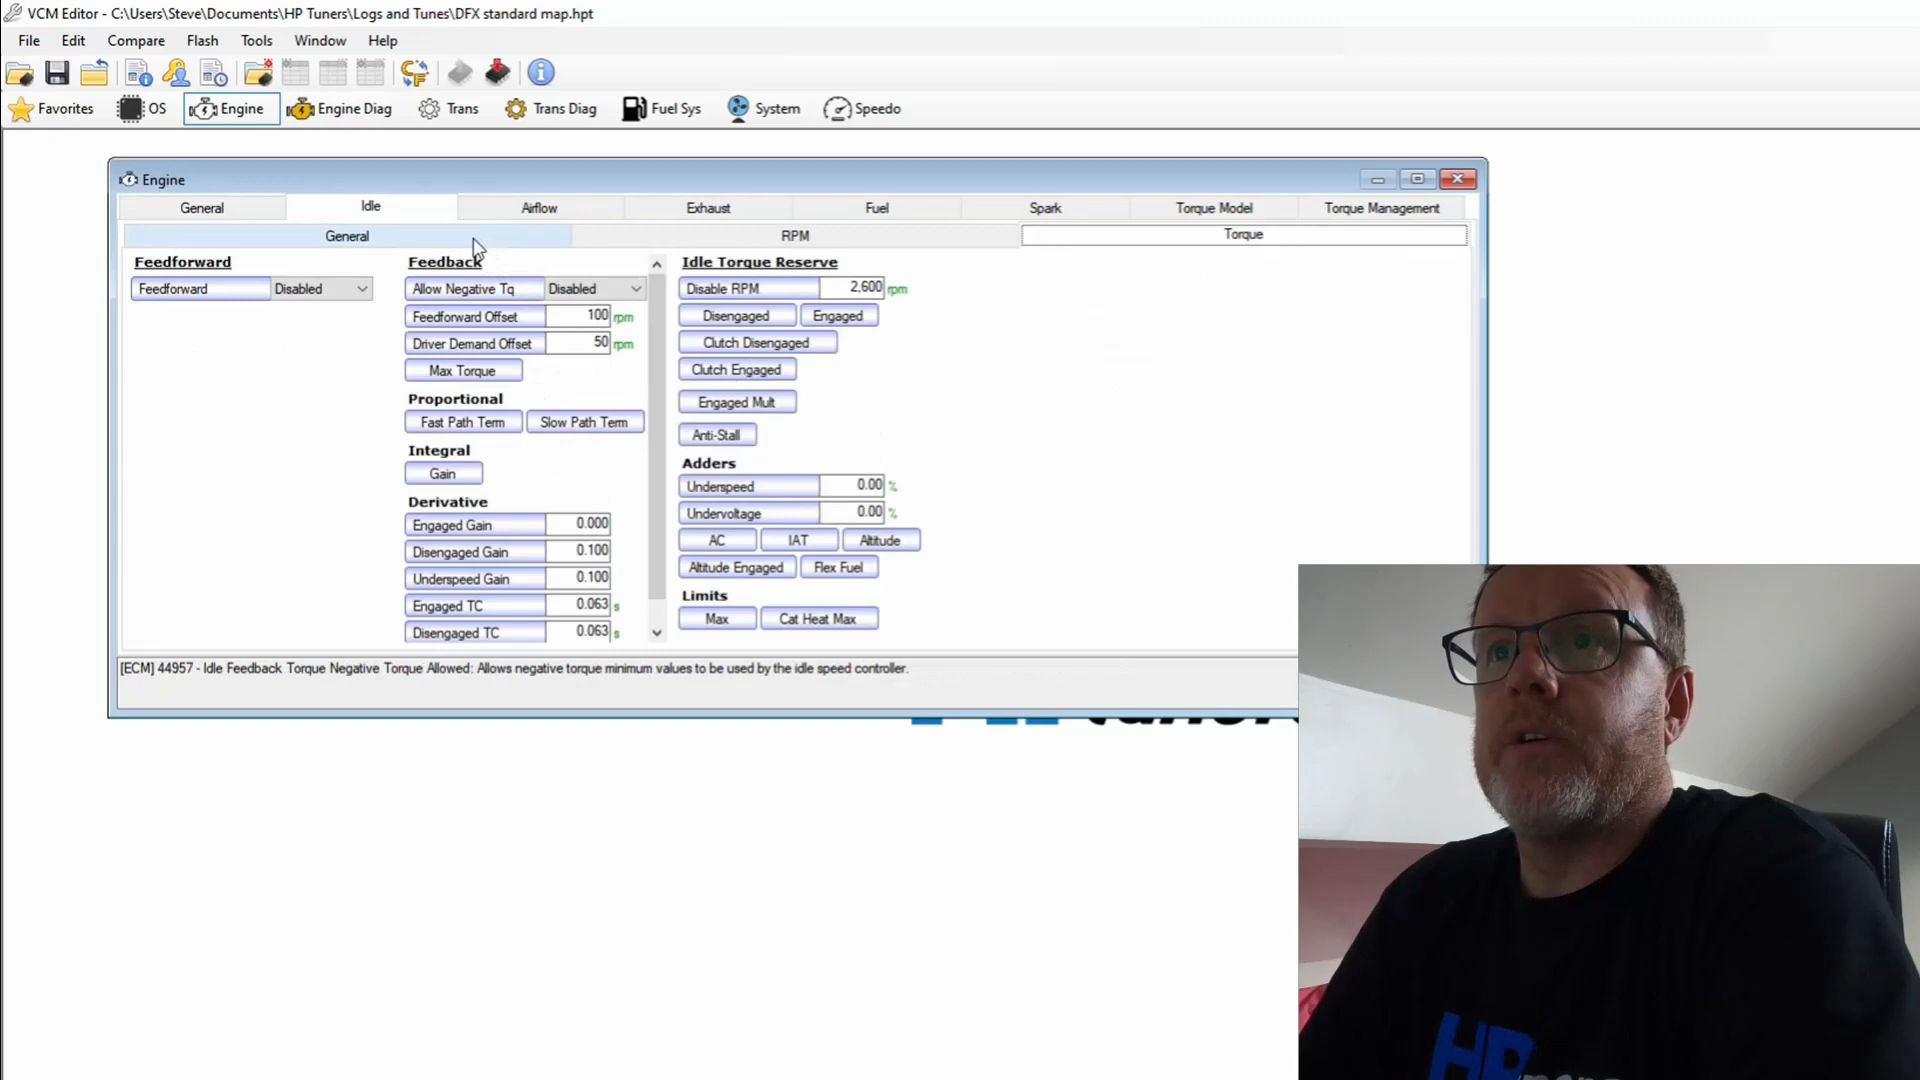 VCM Editor - C:\Users\Steve\Documents\HP Tuners\Logs and Tunes\DFX standard map.hpt
File Edit Compare Flash Tools Window Help
Favorites OS Engine Engine Diag Trans Trans Diag Fuel Sys System Speedo
Engine
General Idle Airflow Exhaust Fuel Spark Torque Model Torque Management
General RPM Torque
Feedforward
Feedforward Disabled
Feedback
Allow Negative Tq Disabled
Feedforward Offset 100 rpm
Driver Demand Offset 50 rpm
Max Torque
Proportional
Fast Path Term Slow Path Term
Integral
Gain
Derivative
Engaged Gain 0.000
Disengaged Gain 0.100
Underspeed Gain 0.100
Engaged TC 0.063 s
Disengaged TC 0.063 s
Idle Torque Reserve
Disable RPM 2,600 rpm
Disengaged Engaged
Clutch Disengaged
Clutch Engaged
Engaged Mult
Anti-Stall
Adders
Underspeed 0.00 %
Undervoltage 0.00 %
AC IAT Altitude
Altitude Engaged Flex Fuel
Limits
Max Cat Heat Max
[ECM] 44957 - Idle Feedback Torque Negative Torque Allowed: Allows negative torque minimum values to be used by the idle speed controller.